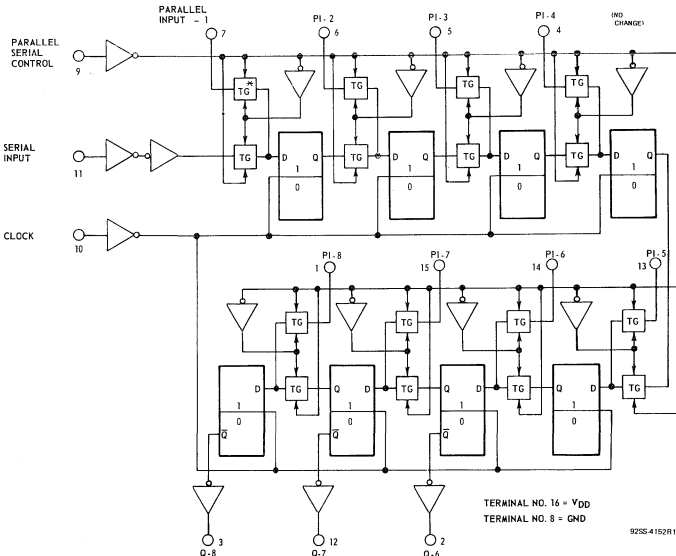 PARALLEL
INPUT - 1
PI-2
PI-3
PI-4
(NO
CHANGE)
7
6
5
4
PARALLEL
SERIAL
CONTROL
9
TG*
TG
TG
TG
SERIAL
INPUT
11
TG
D
Q
1
0
TG
D
Q
1
0
TG
D
Q
1
0
TG
D
Q
1
0
CLOCK
10
PI-8
PI-7
PI-6
PI-5
1
15
14
13
TG
TG
TG
TG
D
1
0
Q̅
TG
Q
D
1
0
Q̅
TG
Q
D
1
0
Q̅
TG
Q
D
1
0
TG
TERMINAL NO. 16 = VDD
TERMINAL NO. 8 = GND
3
12
2
Q-8
Q-7
Q-6
92SS-4152R1